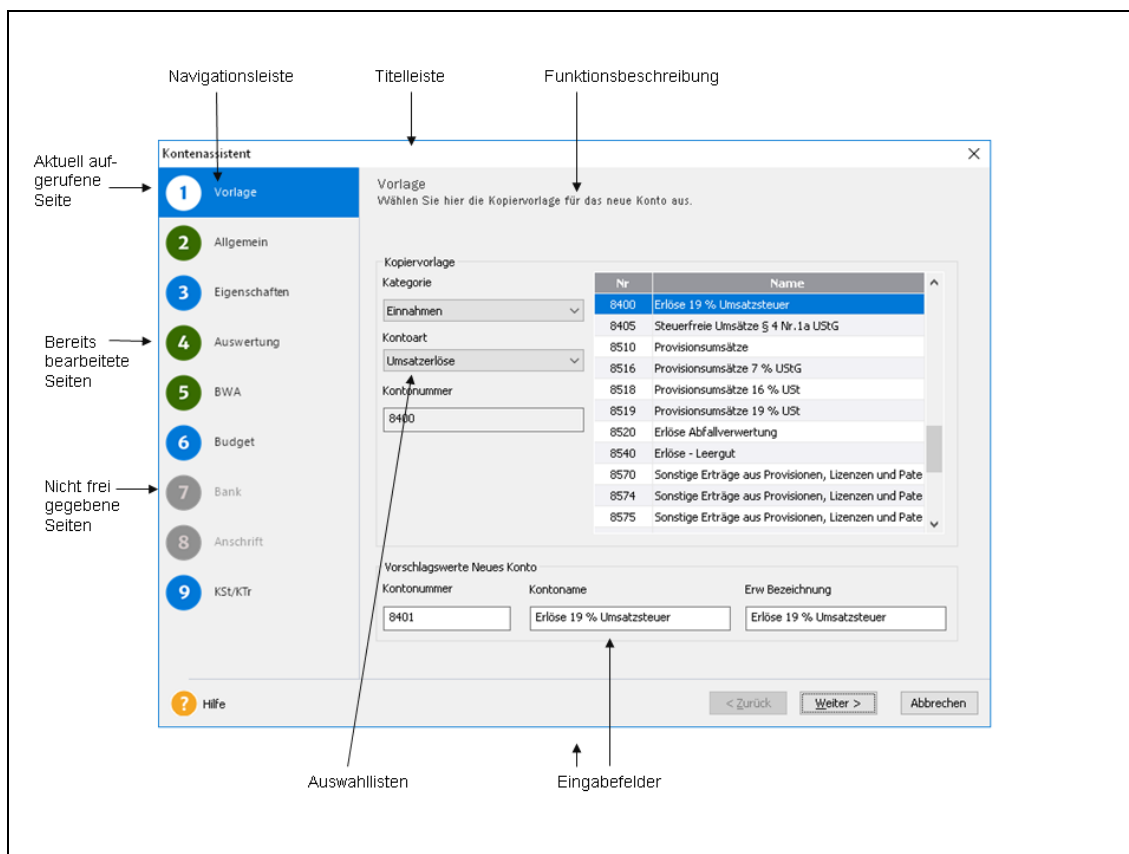 Navigationsleiste
Titelleiste
Funktionsbeschreibung
Aktuell auf-
gerufene
Seite
Bereits
bearbeitete
Seiten
Nicht frei
gegebene
Seiten
Kontenassistent
1 Vorlage
2 Allgemein
3 Eigenschaften
4 Auswertung
5 BWA
6 Budget
7 Bank
8 Anschrift
9 KSt/KTr
Vorlage
Wählen Sie hier die Kopiervorlage für das neue Konto aus.
Kopiervorlage
Kategorie
Einnahmen
Kontoart
Umsatzerlöse
Kontonummer
8400
Nr Name
8400 Erlöse 19 % Umsatzsteuer
8405 Steuerfreie Umsätze § 4 Nr.1a UStG
8510 Provisionsumsätze
8516 Provisionsumsätze 7 % UStG
8518 Provisionsumsätze 16 % USt
8519 Provisionsumsätze 19 % USt
8520 Erlöse Abfallverwertung
8540 Erlöse - Leergut
8570 Sonstige Erträge aus Provisionen, Lizenzen und Pate
8574 Sonstige Erträge aus Provisionen, Lizenzen und Pate
8575 Sonstige Erträge aus Provisionen, Lizenzen und Pate
Vorschlagswerte Neues Konto
Kontonummer Kontoname Erw Bezeichnung
8401 Erlöse 19 % Umsatzsteuer Erlöse 19 % Umsatzsteuer
? Hilfe
< Zurück Weiter > Abbrechen
Auswahllisten
Eingabefelder